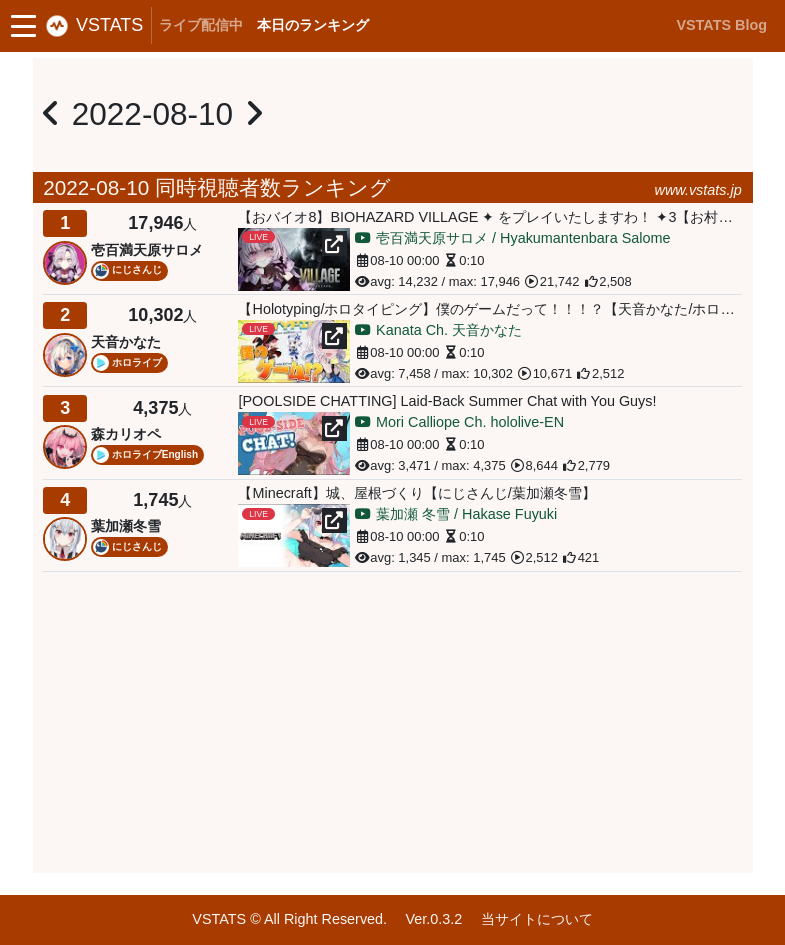 VSTATS ライブ配信中 本日のランキング VSTATS Blog
2022-08-10
2022-08-10 同時視聴者数ランキング www.vstats.jp
1 17,946人
壱百満天原サロメ
にじさんじ
【おバイオ8】BIOHAZARD VILLAGE ✦ をプレイいたしますわ！ ✦3【お村…
LIVE
VILLAGE
壱百満天原サロメ / Hyakumantenbara Salome
08-10 00:00 0:10
avg: 14,232 / max: 17,946 21,742 2,508
2 10,302人
天音かなた
ホロライブ
【Holotyping/ホロタイピング】僕のゲームだって！！！？【天音かなた/ホロ…
LIVE
僕の
ゲーム!?
Kanata Ch. 天音かなた
08-10 00:00 0:10
avg: 7,458 / max: 10,302 10,671 2,512
3 4,375人
森カリオペ
ホロライブEnglish
[POOLSIDE CHATTING] Laid-Back Summer Chat with You Guys!
LIVE
POOLSIDE
CHAT!
Mori Calliope Ch. hololive-EN
08-10 00:00 0:10
avg: 3,471 / max: 4,375 8,644 2,779
4 1,745人
葉加瀬冬雪
にじさんじ
【Minecraft】城、屋根づくり【にじさんじ/葉加瀬冬雪】
LIVE
MINECRAFT
葉加瀬 冬雪 / Hakase Fuyuki
08-10 00:00 0:10
avg: 1,345 / max: 1,745 2,512 421
VSTATS © All Right Reserved. Ver.0.3.2 当サイトについて